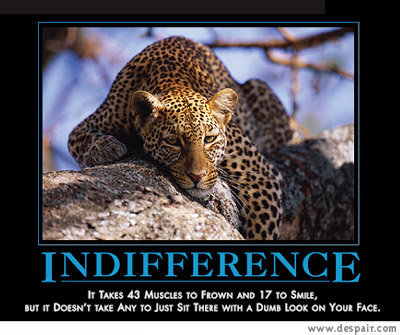 INDIFFERENCE
IT TAKES 43 MUSCLES TO FROWN AND 17 TO SMILE,
BUT IT DOESN'T TAKE ANY TO JUST SIT THERE WITH A DUMB LOOK ON YOUR FACE.
www.despair.com